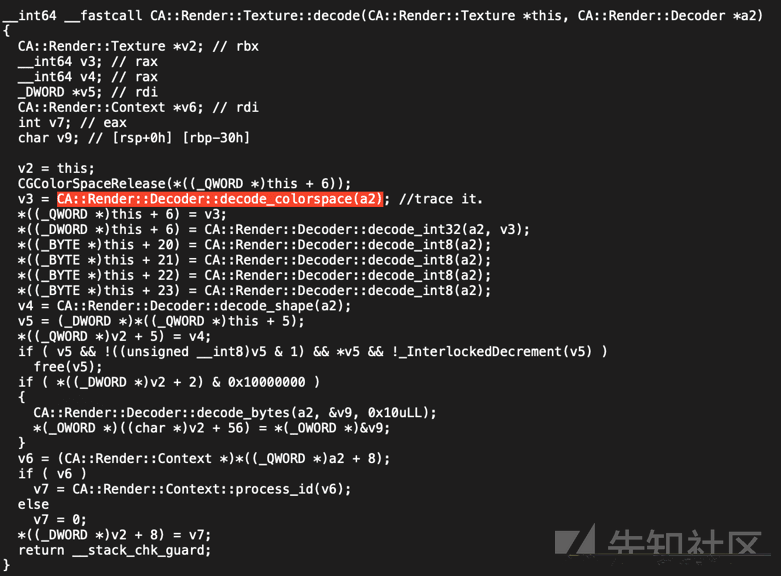 __int64 __fastcall CA::Render::Texture::decode(CA::Render::Texture *this, CA::Render::Decoder *a2)
{
  CA::Render::Texture *v2; // rbx
  __int64 v3; // rax
  __int64 v4; // rax
  _DWORD *v5; // rdi
  CA::Render::Context *v6; // rdi
  int v7; // eax
  char v9; // [rsp+0h] [rbp-30h]

  v2 = this;
  CGColorSpaceRelease(*((_QWORD *)this + 6));
  v3 = CA::Render::Decoder::decode_colorspace(a2); //trace it.
  *((_QWORD *)this + 6) = v3;
  *((_DWORD *)this + 6) = CA::Render::Decoder::decode_int32(a2, v3);
  *((_BYTE *)this + 20) = CA::Render::Decoder::decode_int8(a2);
  *((_BYTE *)this + 21) = CA::Render::Decoder::decode_int8(a2);
  *((_BYTE *)this + 22) = CA::Render::Decoder::decode_int8(a2);
  *((_BYTE *)this + 23) = CA::Render::Decoder::decode_int8(a2);
  v4 = CA::Render::Decoder::decode_shape(a2);
  v5 = (_DWORD *)*((_QWORD *)this + 5);
  *((_QWORD *)v2 + 5) = v4;
  if ( v5 && !((unsigned __int8)v5 & 1) && *v5 && !_InterlockedDecrement(v5) )
    free(v5);
  if ( *((_DWORD *)v2 + 2) & 0x10000000 )
  {
    CA::Render::Decoder::decode_bytes(a2, &v9, 0x10uLL);
    *(_OWORD *)((char *)v2 + 56) = *(_OWORD *)&v9;
  }
  v6 = (CA::Render::Context *)*((_QWORD *)a2 + 8);
  if ( v6 )
    v7 = CA::Render::Context::process_id(v6);
  else
    v7 = 0;
  *((_DWORD *)v2 + 8) = v7;
  return __stack_chk_guard;
}
先知社区